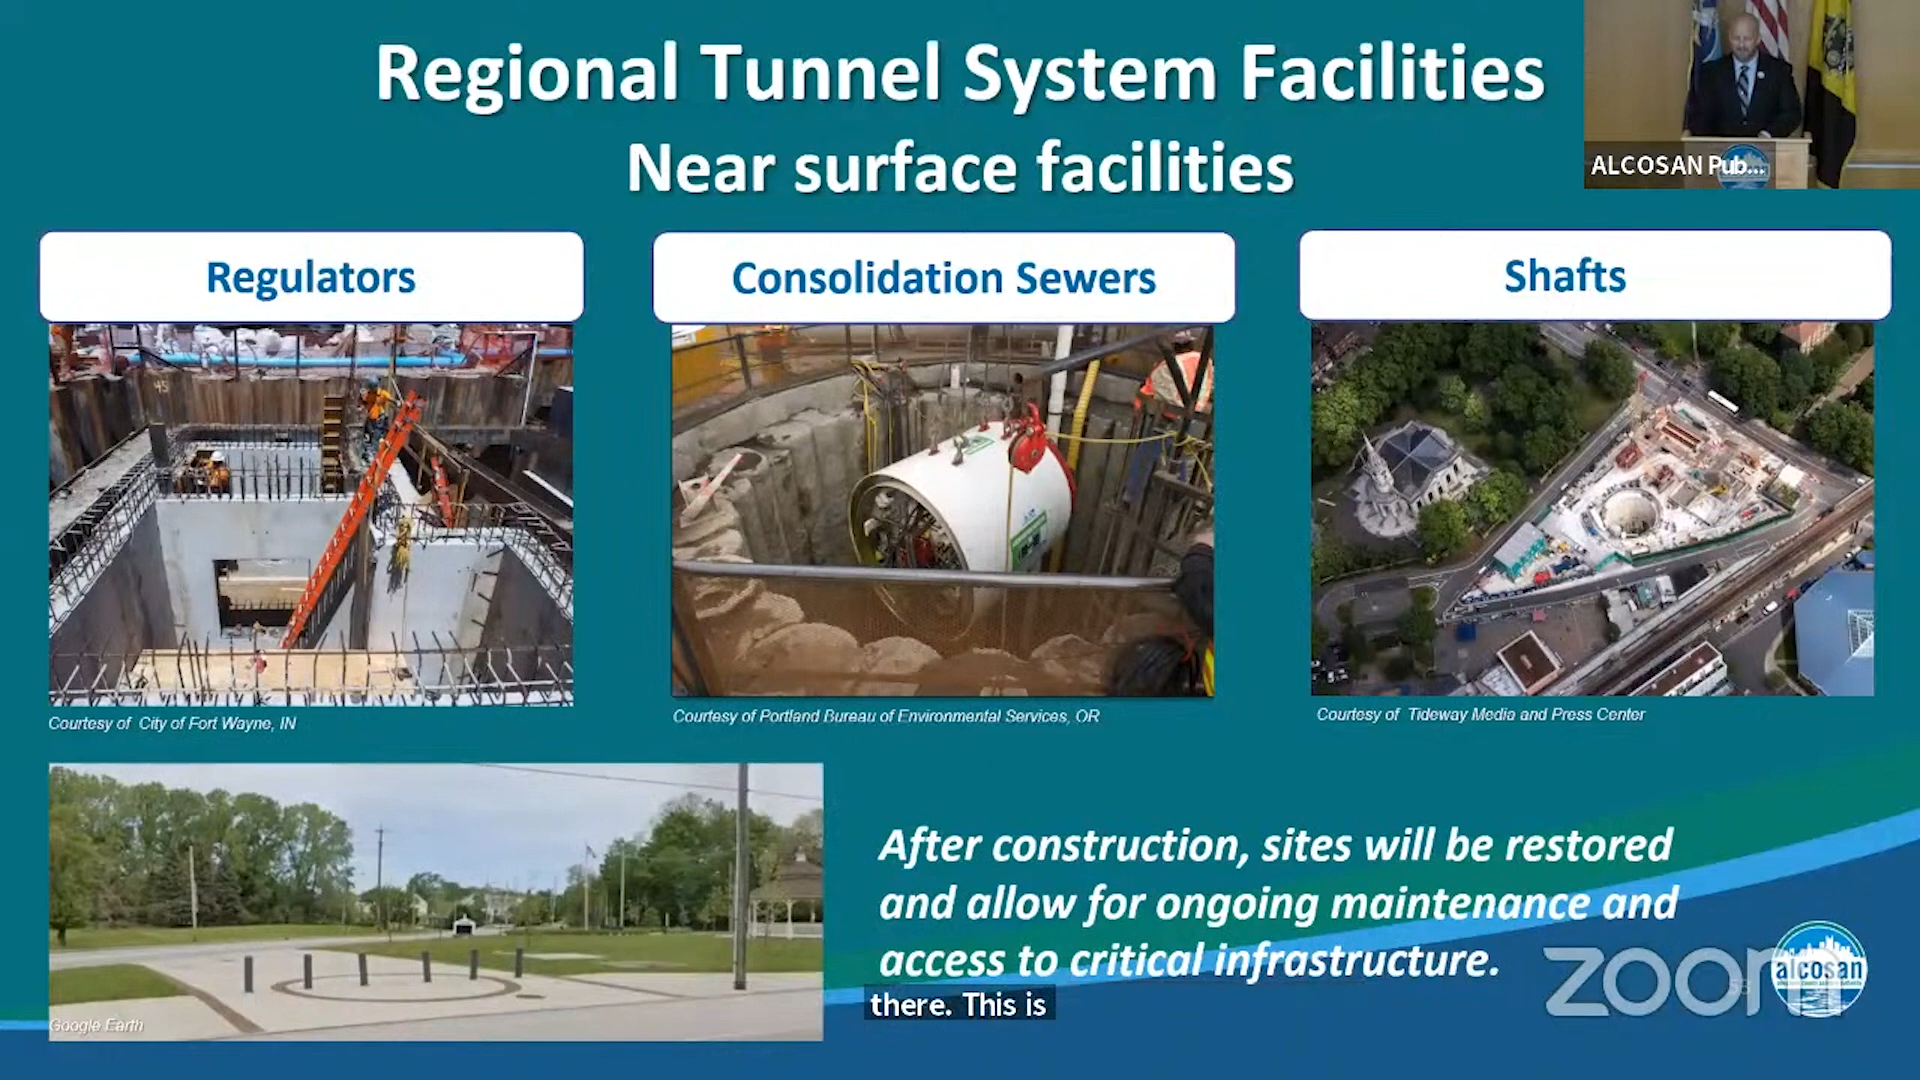 Regional Tunnel System Facilities
Near surface facilities
ALCOSAN Pub...
Regulators
Consolidation Sewers
Shafts
45
Courtesy of City of Fort Wayne, IN
Courtesy of Portland Bureau of Environmental Services, OR
Courtesy of Tideway Media and Press Center
After construction, sites will be restored
and allow for ongoing maintenance and
access to critical infrastructure.
there. This is
Google Earth
zoom
alcosan